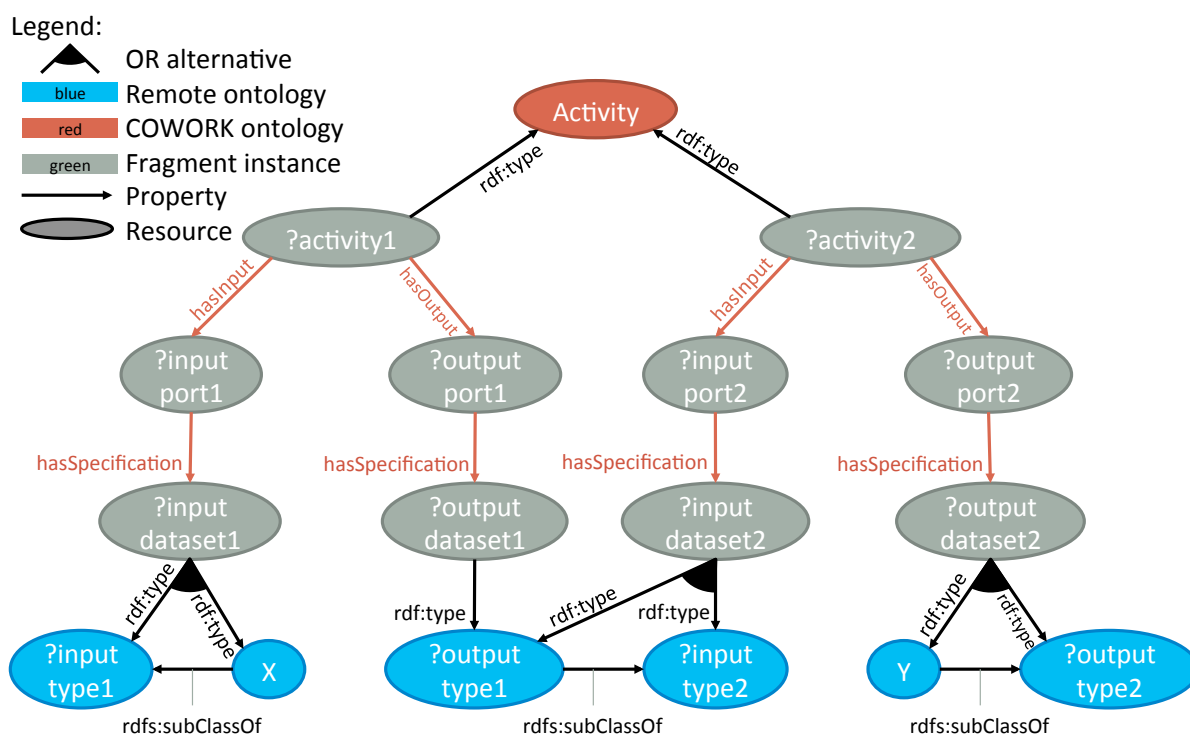 Legend:
OR alternative
blue
Remote ontology
red
COWORK ontology
green
Fragment instance
Property
Resource
Activity
rdf:type
rdf:type
?activity1
?activity2
hasInput
hasOutput
hasInput
hasOutput
?input
port1
?output
port1
?input
port2
?output
port2
hasSpecification
hasSpecification
hasSpecification
hasSpecification
?input
dataset1
?output
dataset1
?input
dataset2
?output
dataset2
rdf:type
rdf:type
rdf:type
rdf:type
rdf:type
rdf:type
rdf:type
?input
type1
X
?output
type1
?input
type2
Y
?output
type2
rdfs:subClassOf
rdfs:subClassOf
rdfs:subClassOf